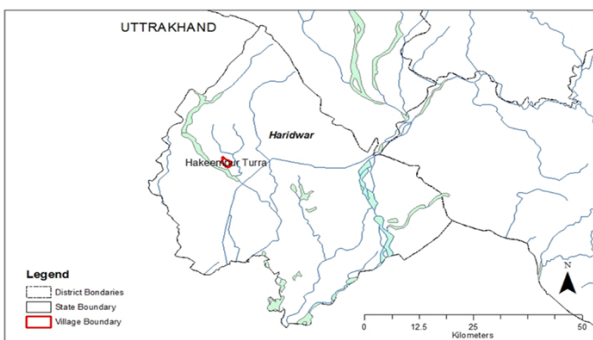 UTTRAKHAND
Haridwar
Hakeempur Turra
N
Legend
District Bondaries
State Boundary
Village Boundary
0 12.5 25 50
Kilometers